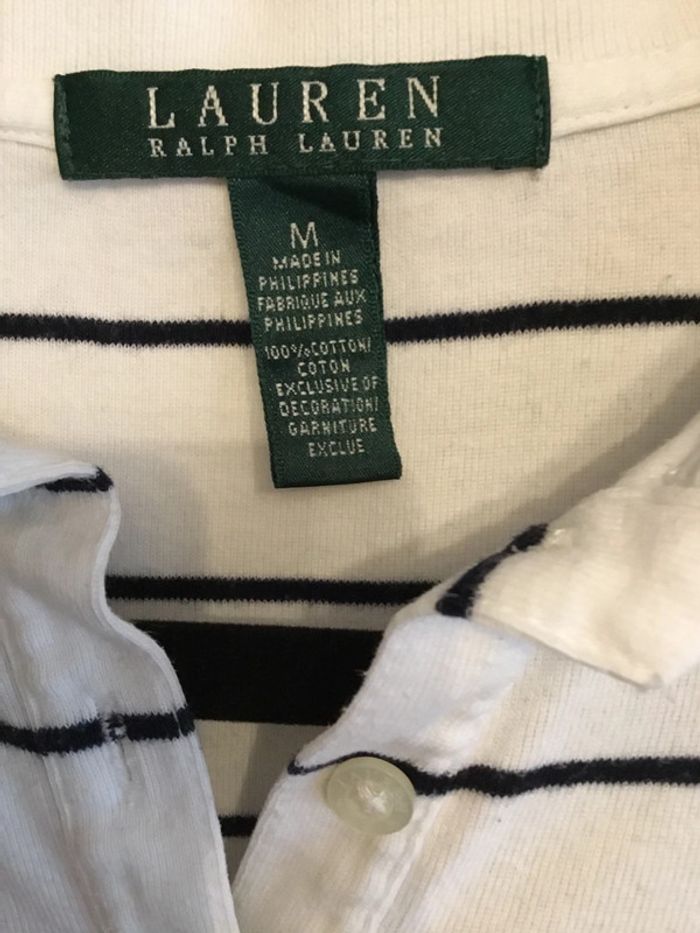 LAUREN
RALPH LAUREN
M
MADE IN
PHILIPPINES
FABRIQUE AUX
PHILIPPINES
100% COTTON/
COTON
EXCLUSIVE OF
DECORATION/
GARNITURE
EXCLUE